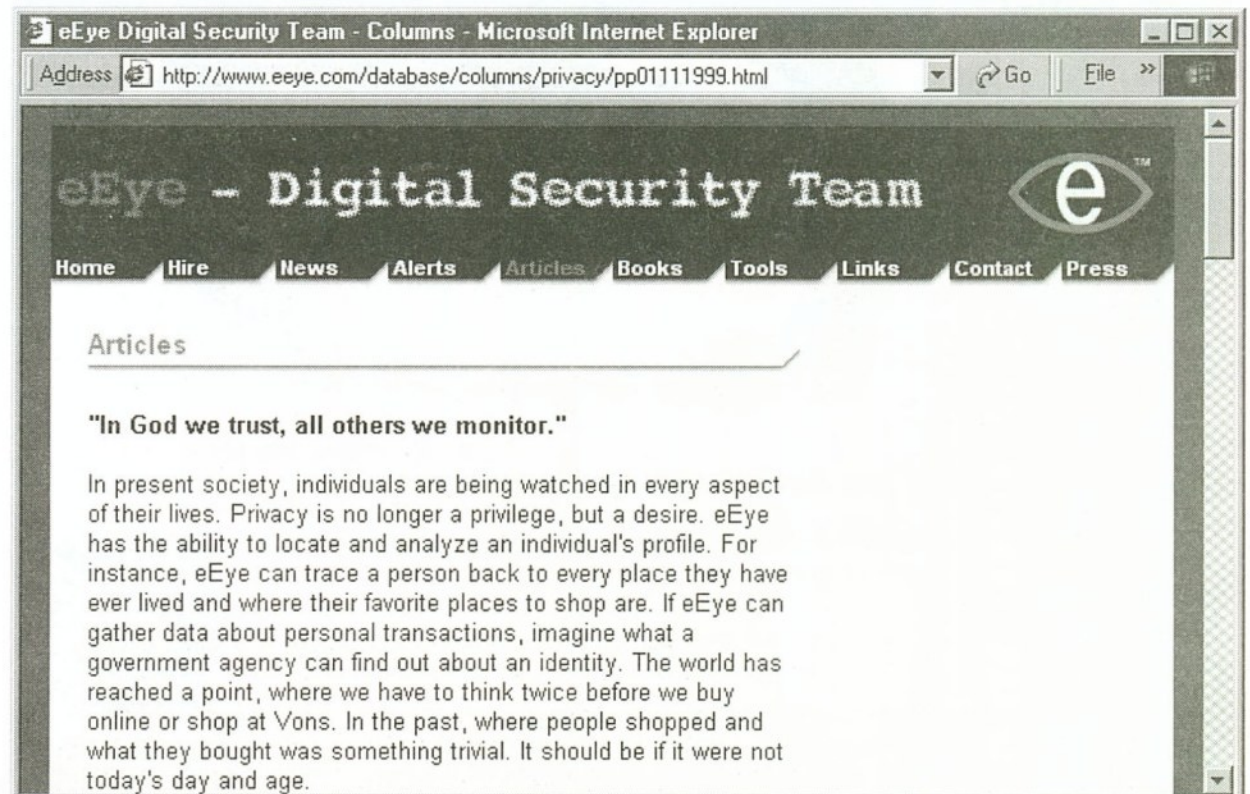 eEye Digital Security Team - Columns - Microsoft Internet Explorer
Address http://www.eeye.com/database/columns/privacy/pp01111999.html Go File »
eEye - Digital Security Team e ™
Home Hire News Alerts Articles Books Tools Links Contact Press
Articles
"In God we trust, all others we monitor."
In present society, individuals are being watched in every aspect
of their lives. Privacy is no longer a privilege, but a desire. eEye
has the ability to locate and analyze an individual's profile. For
instance, eEye can trace a person back to every place they have
ever lived and where their favorite places to shop are. If eEye can
gather data about personal transactions, imagine what a
government agency can find out about an identity. The world has
reached a point, where we have to think twice before we buy
online or shop at Vons. In the past, where people shopped and
what they bought was something trivial. It should be if it were not
today's day and age.